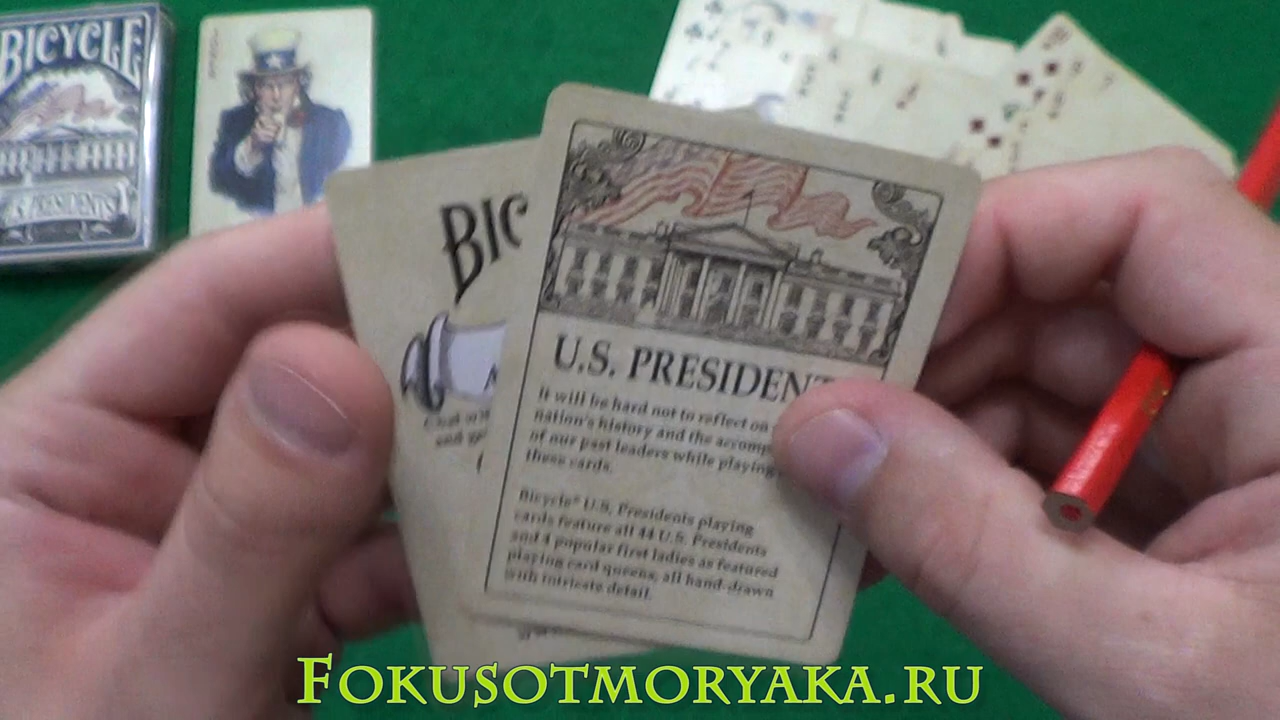 BICYCLE
U.S. PRESIDENTS
JOKER
BIC
U.S. PRESIDENT
It will be hard not to reflect on
nation's history and the accomp
of our past leaders while playing
these cards.
Bicycle® U.S. Presidents playing
cards feature all 44 U.S. Presidents
and 4 popular first ladies as featured
playing card queens, all hand-drawn
with intricate detail.
Fokusotmoryaka.ru